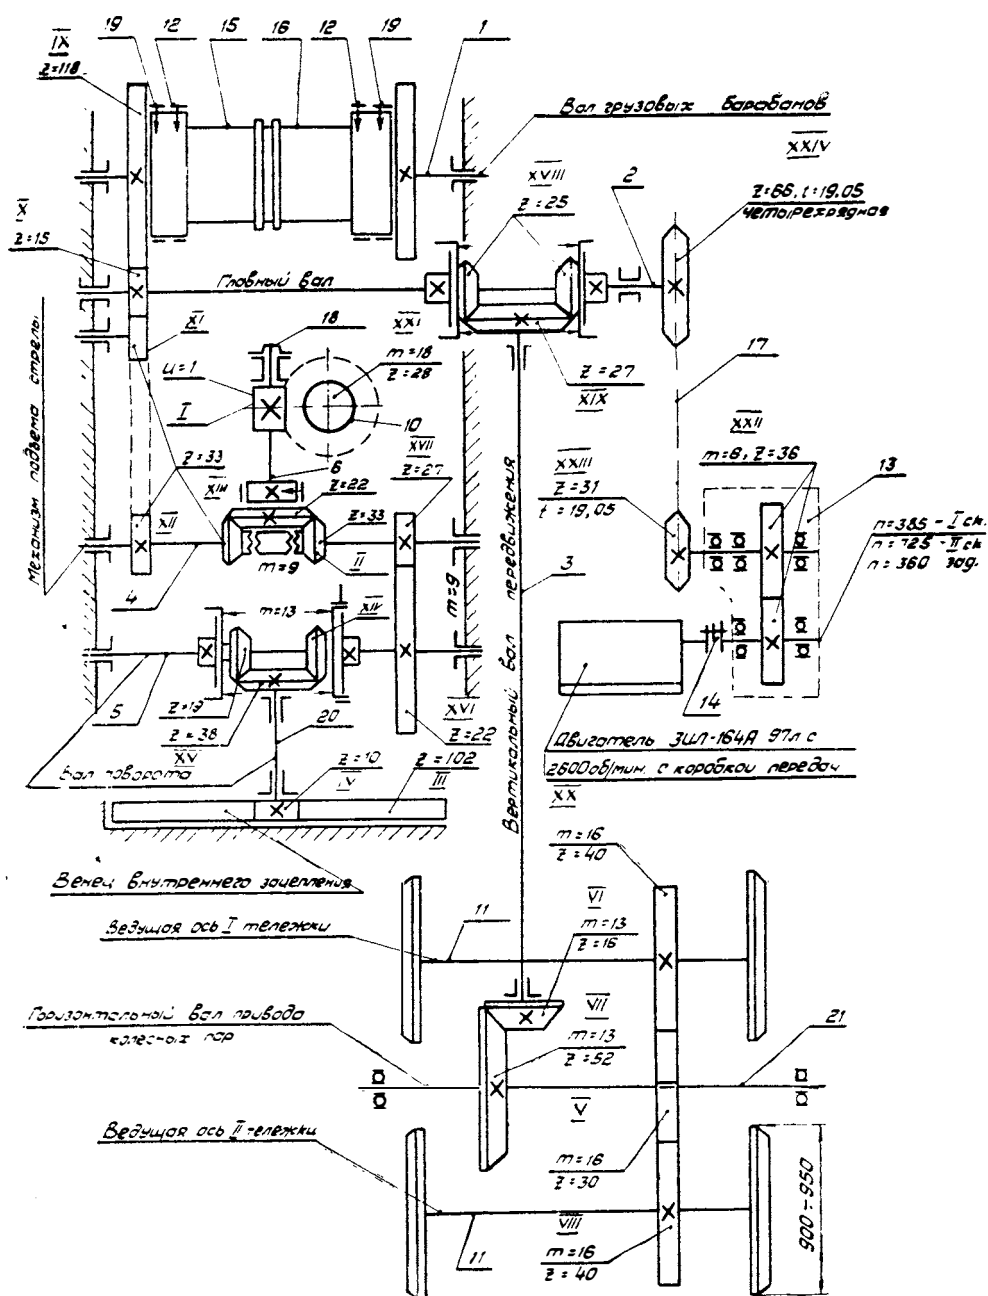 IX
19
12
15
16
12
19
1
z=118
Вал грузовых барабанов
XXIV
XVIII
2
z=66, t=19,05
четырехрядная
X
z=25
z=15
Главный вал
XI
18
XXI
z=27
XIX
17
u=1
I
m=18
z=28
10
XVII
XXII
Механизм подъема стрелы
z=33
6
z=27
XXIII
m=8, z=36
13
XIII
z=22
z=31
XII
z=33
t=19,05
n=385 - I ск.
n=725 - II ск
n=360 зад.
II
m=9
4
m=9
3
Вертикальный вал передвижения
m=13
XIV
5
z=19
20
XVI
14
z=38
z=22
XV
Двигатель ЗИЛ-164А 97л с
Вал поворота
z=10
z=102
2600об/мин. с коробкой передач
IV
III
XX
m=16
z=40
Венец внутреннего зацепления
VI
Ведущая ось I тележки
11
m=13
z=16
Горизонтальный вал привода
колесных пар
VII
m=13
z=52
21
V
Ведущая ось II тележки
m=16
z=30
900÷950
11
VIII
m=16
z=40